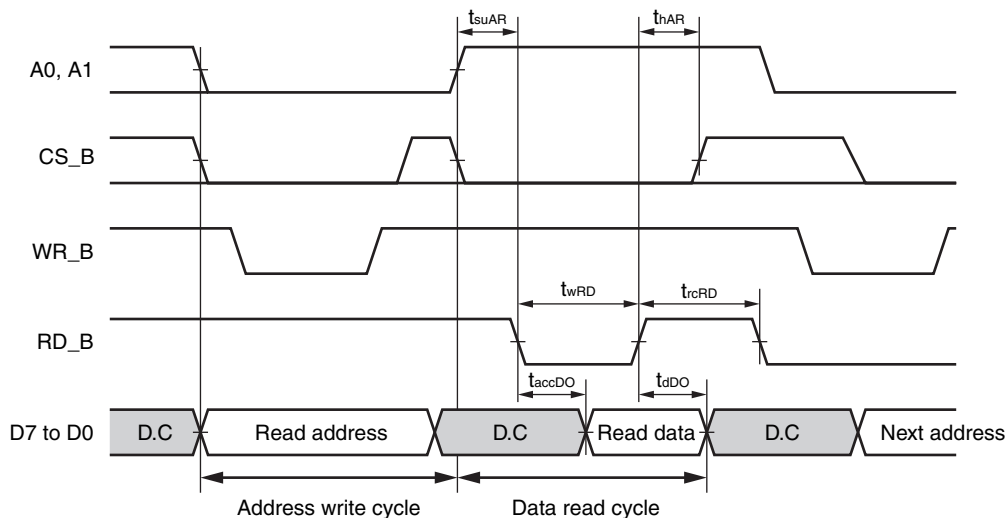 tsuAR thAR
A0, A1
CS_B
WR_B
twRD trcRD
RD_B
taccDO tdDO
D7 to D0 D.C Read address D.C Read data D.C Next address
Address write cycle Data read cycle